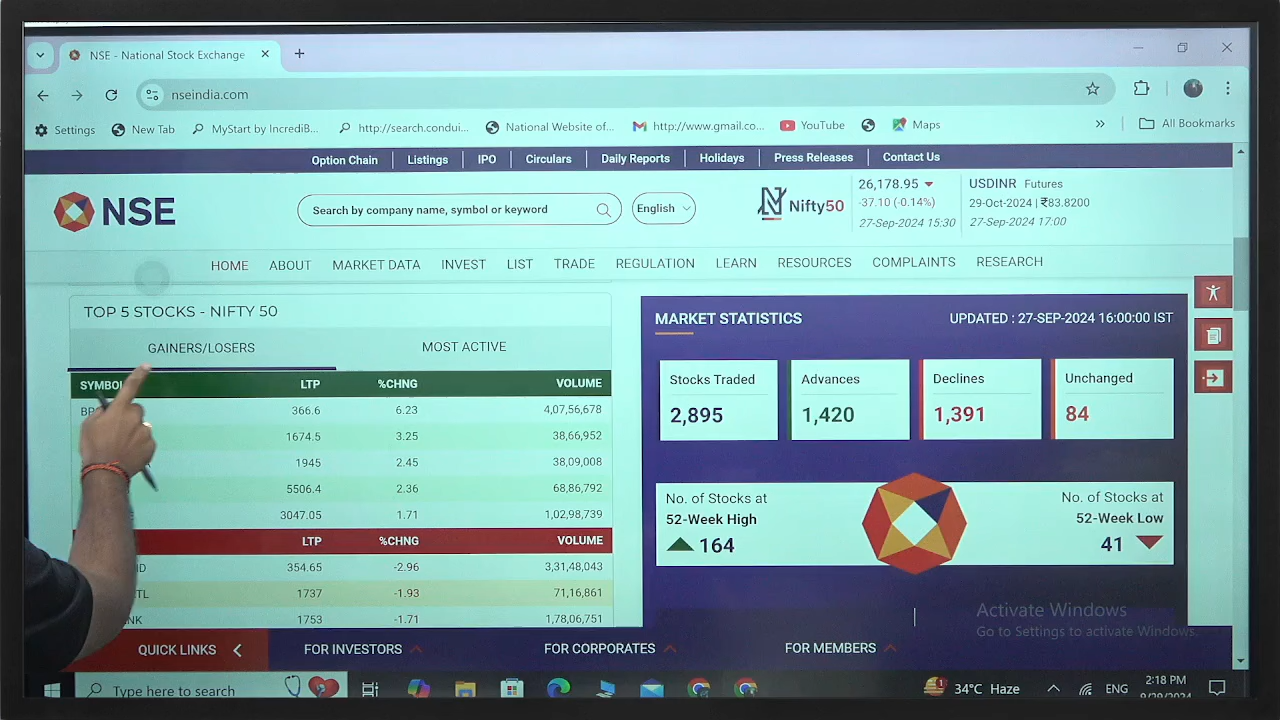 NSE - National Stock Exchange
nseindia.com
Settings
New Tab
MyStart by IncrediB...
http://search.condui...
National Website of...
http://www.gmail.co...
YouTube
Maps
»
All Bookmarks
Option Chain
Listings
IPO
Circulars
Daily Reports
Holidays
Press Releases
Contact Us
NSE
Search by company name, symbol or keyword
English
Nifty50
26,178.95
-37.10 (-0.14%)
27-Sep-2024 15:30
USDINR Futures
29-Oct-2024 | ₹83.8200
27-Sep-2024 17:00
HOME
ABOUT
MARKET DATA
INVEST
LIST
TRADE
REGULATION
LEARN
RESOURCES
COMPLAINTS
RESEARCH
TOP 5 STOCKS - NIFTY 50
GAINERS/LOSERS
MOST ACTIVE
LTP %CHNG VOLUME
366.6 6.23 4,07,56,678
1674.5 3.25 38,66,952
1945 2.45 38,09,008
5506.4 2.36 68,86,792
3047.05 1.71 1,02,98,739
LTP %CHNG VOLUME
354.65 -2.96 3,31,48,043
1737 -1.93 71,16,861
1753 -1.71 1,78,06,751
MARKET STATISTICS
UPDATED : 27-SEP-2024 16:00:00 IST
Stocks Traded
2,895
Advances
1,420
Declines
1,391
Unchanged
84
No. of Stocks at
52-Week High
164
No. of Stocks at
52-Week Low
41
Activate Windows
Go to Settings to activate Windows.
QUICK LINKS
FOR INVESTORS
FOR CORPORATES
FOR MEMBERS
Type here to search
1
34°C Haze
ENG
2:18 PM